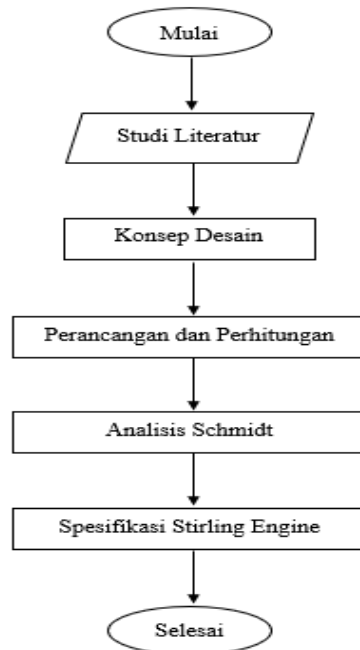 Mulai
Studi Literatur
Konsep Desain
Perancangan dan Perhitungan
Analisis Schmidt
Spesifikasi Stirling Engine
Selesai